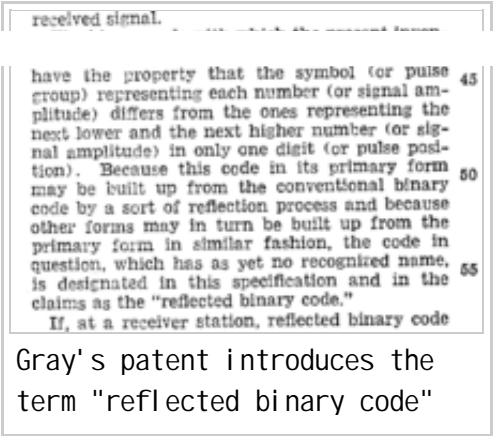 received signal.
have the property that the symbol (or pulse 45
group) representing each number (or signal am-
plitude) differs from the ones representing the
next lower and the next higher number (or sig-
nal amplitude) in only one digit (or pulse posi-
tion). Because this code in its primary form 50
may be built up from the conventional binary
code by a sort of reflection process and because
other forms may in turn be built up from the
primary form in similar fashion, the code in
question, which has as yet no recognized name, 55
is designated in this specification and in the
claims as the "reflected binary code."
If, at a receiver station, reflected binary code
Gray's patent introduces the
term "reflected binary code"